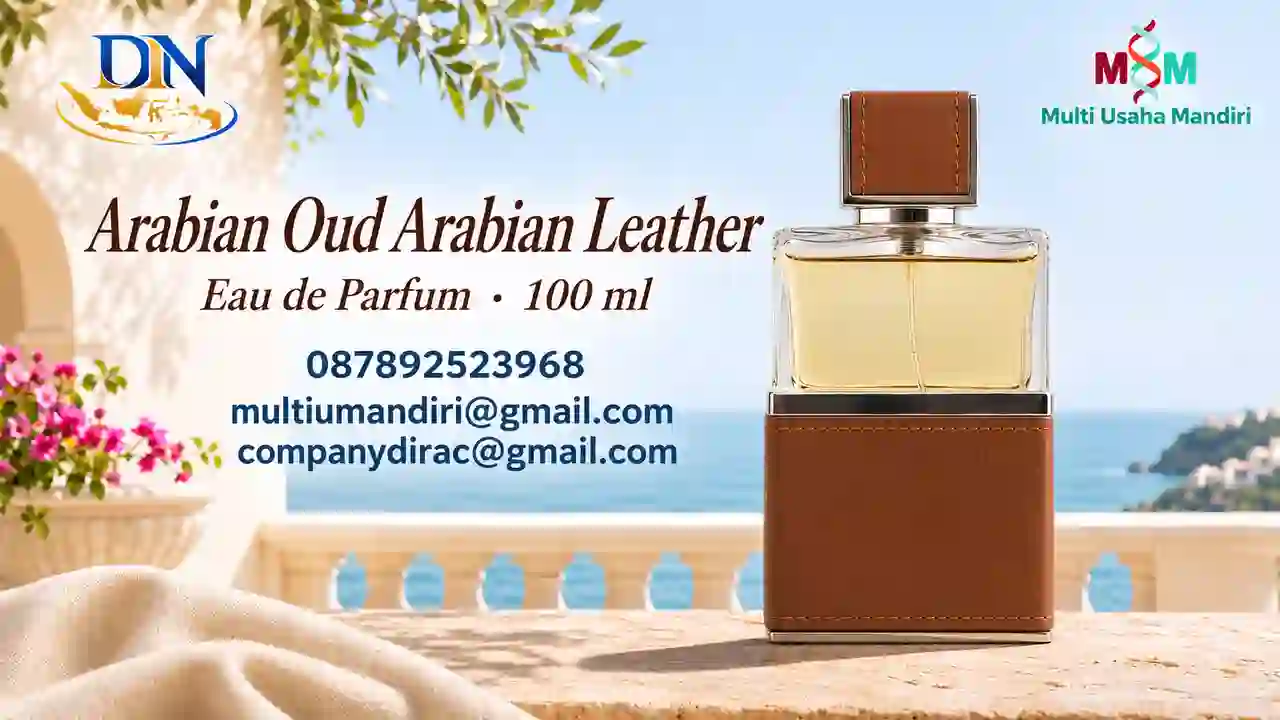 DN
M M
Multi Usaha Mandiri
Arabian Oud Arabian Leather
Eau de Parfum • 100 ml
087892523968
multiumandiri@gmail.com
companydirac@gmail.com